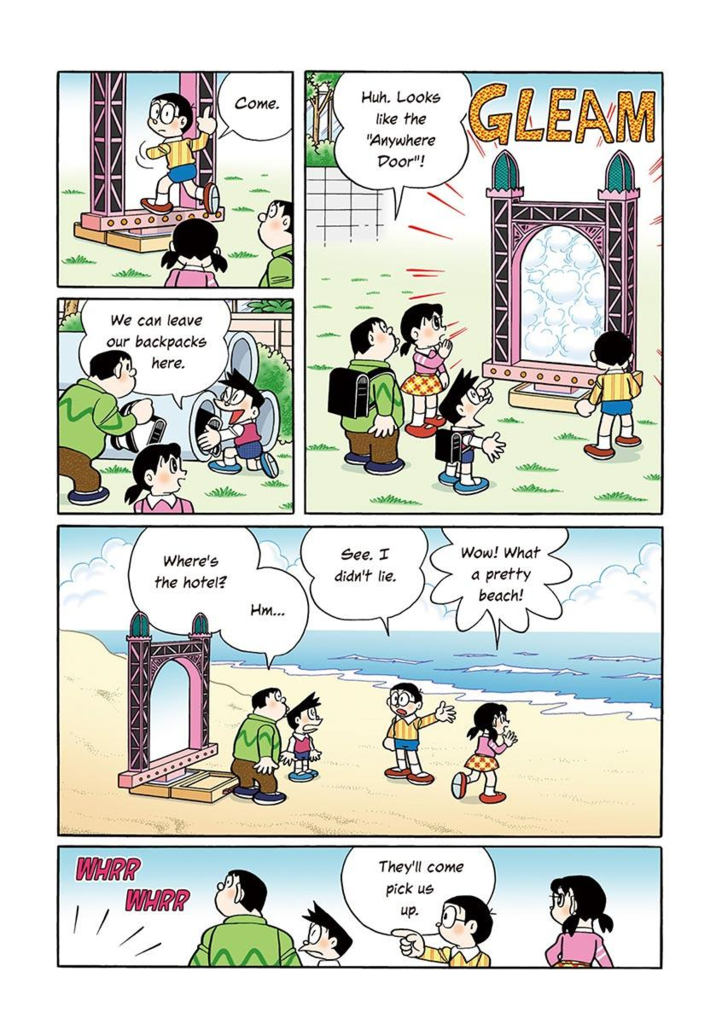 Come.
We can leave
our backpacks
here.
Huh. Looks
like the
"Anywhere
Door"!
GLEAM
Where's
the hotel?
Hm...
See. I
didn't lie.
Wow! What
a pretty
beach!
WHRR
WHRR
They'll come
pick us
up.